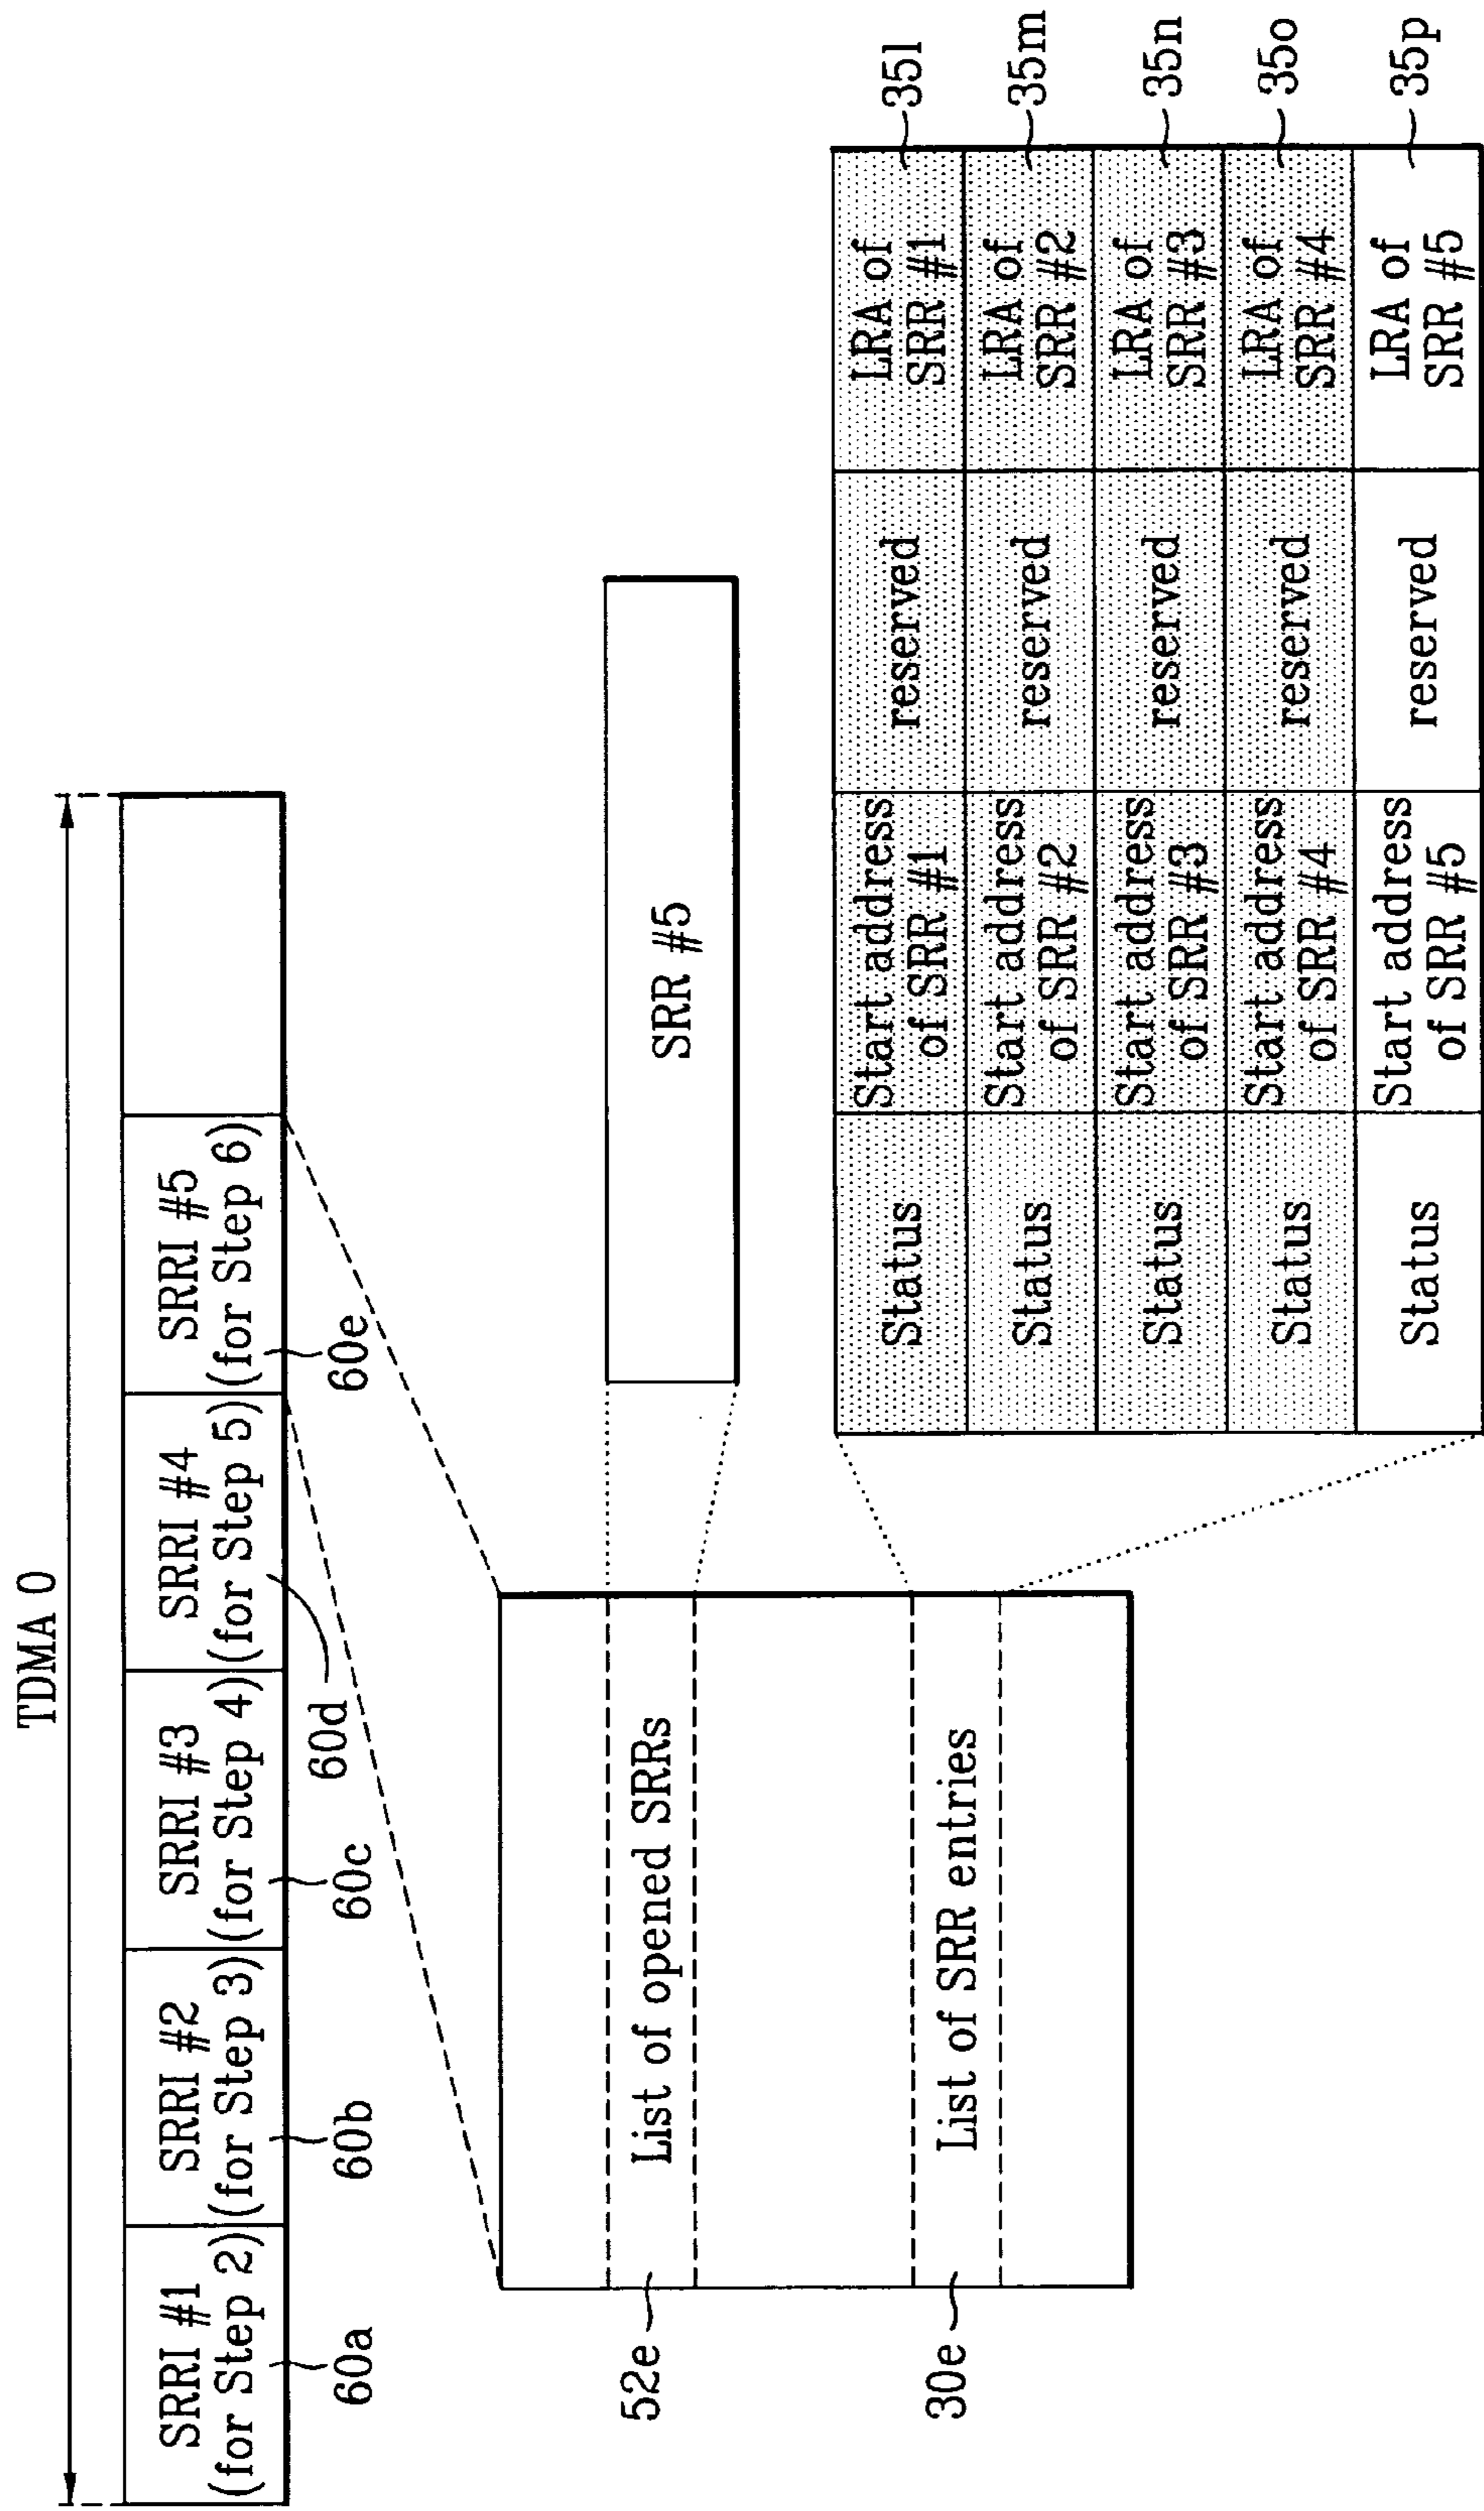 TDMA 0
SRRI #1
(for Step 2)
SRRI #2
(for Step 3)
SRRI #3
(for Step 4)
SRRI #4
(for Step 5)
SRRI #5
(for Step 6)
60a
60b
60c
60d
60e
52e
List of opened SRRs
SRR #5
30e
List of SRR entries
Status
Start address
of SRR #1
reserved
LRA of
SRR #1
35l
Status
Start address
of SRR #2
reserved
LRA of
SRR #2
35m
Status
Start address
of SRR #3
reserved
LRA of
SRR #3
35n
Status
Start address
of SRR #4
reserved
LRA of
SRR #4
35o
Status
Start address
of SRR #5
reserved
LRA of
SRR #5
35p